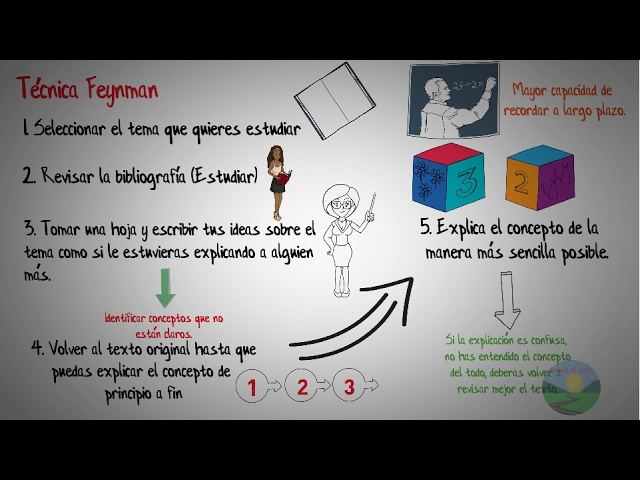 Técnica Feynman
1. Seleccionar el tema que quieres estudiar
2. Revisar la bibliografía (Estudiar)
3. Tomar una hoja y escribir tus ideas sobre el
tema como si le estuvieras explicando a alguien
más.
Identificar conceptos que no
están claros.
4. Volver al texto original hasta que
puedas explicar el concepto de
principio a fin
1 2 3
Mayor capacidad de
recordar a largo plazo.
3 2
5. Explica el concepto de la
manera más sencilla posible.
Si la explicación es confusa,
no has entendido el concepto
del todo, deberas volver a
revisar mejor el texto.